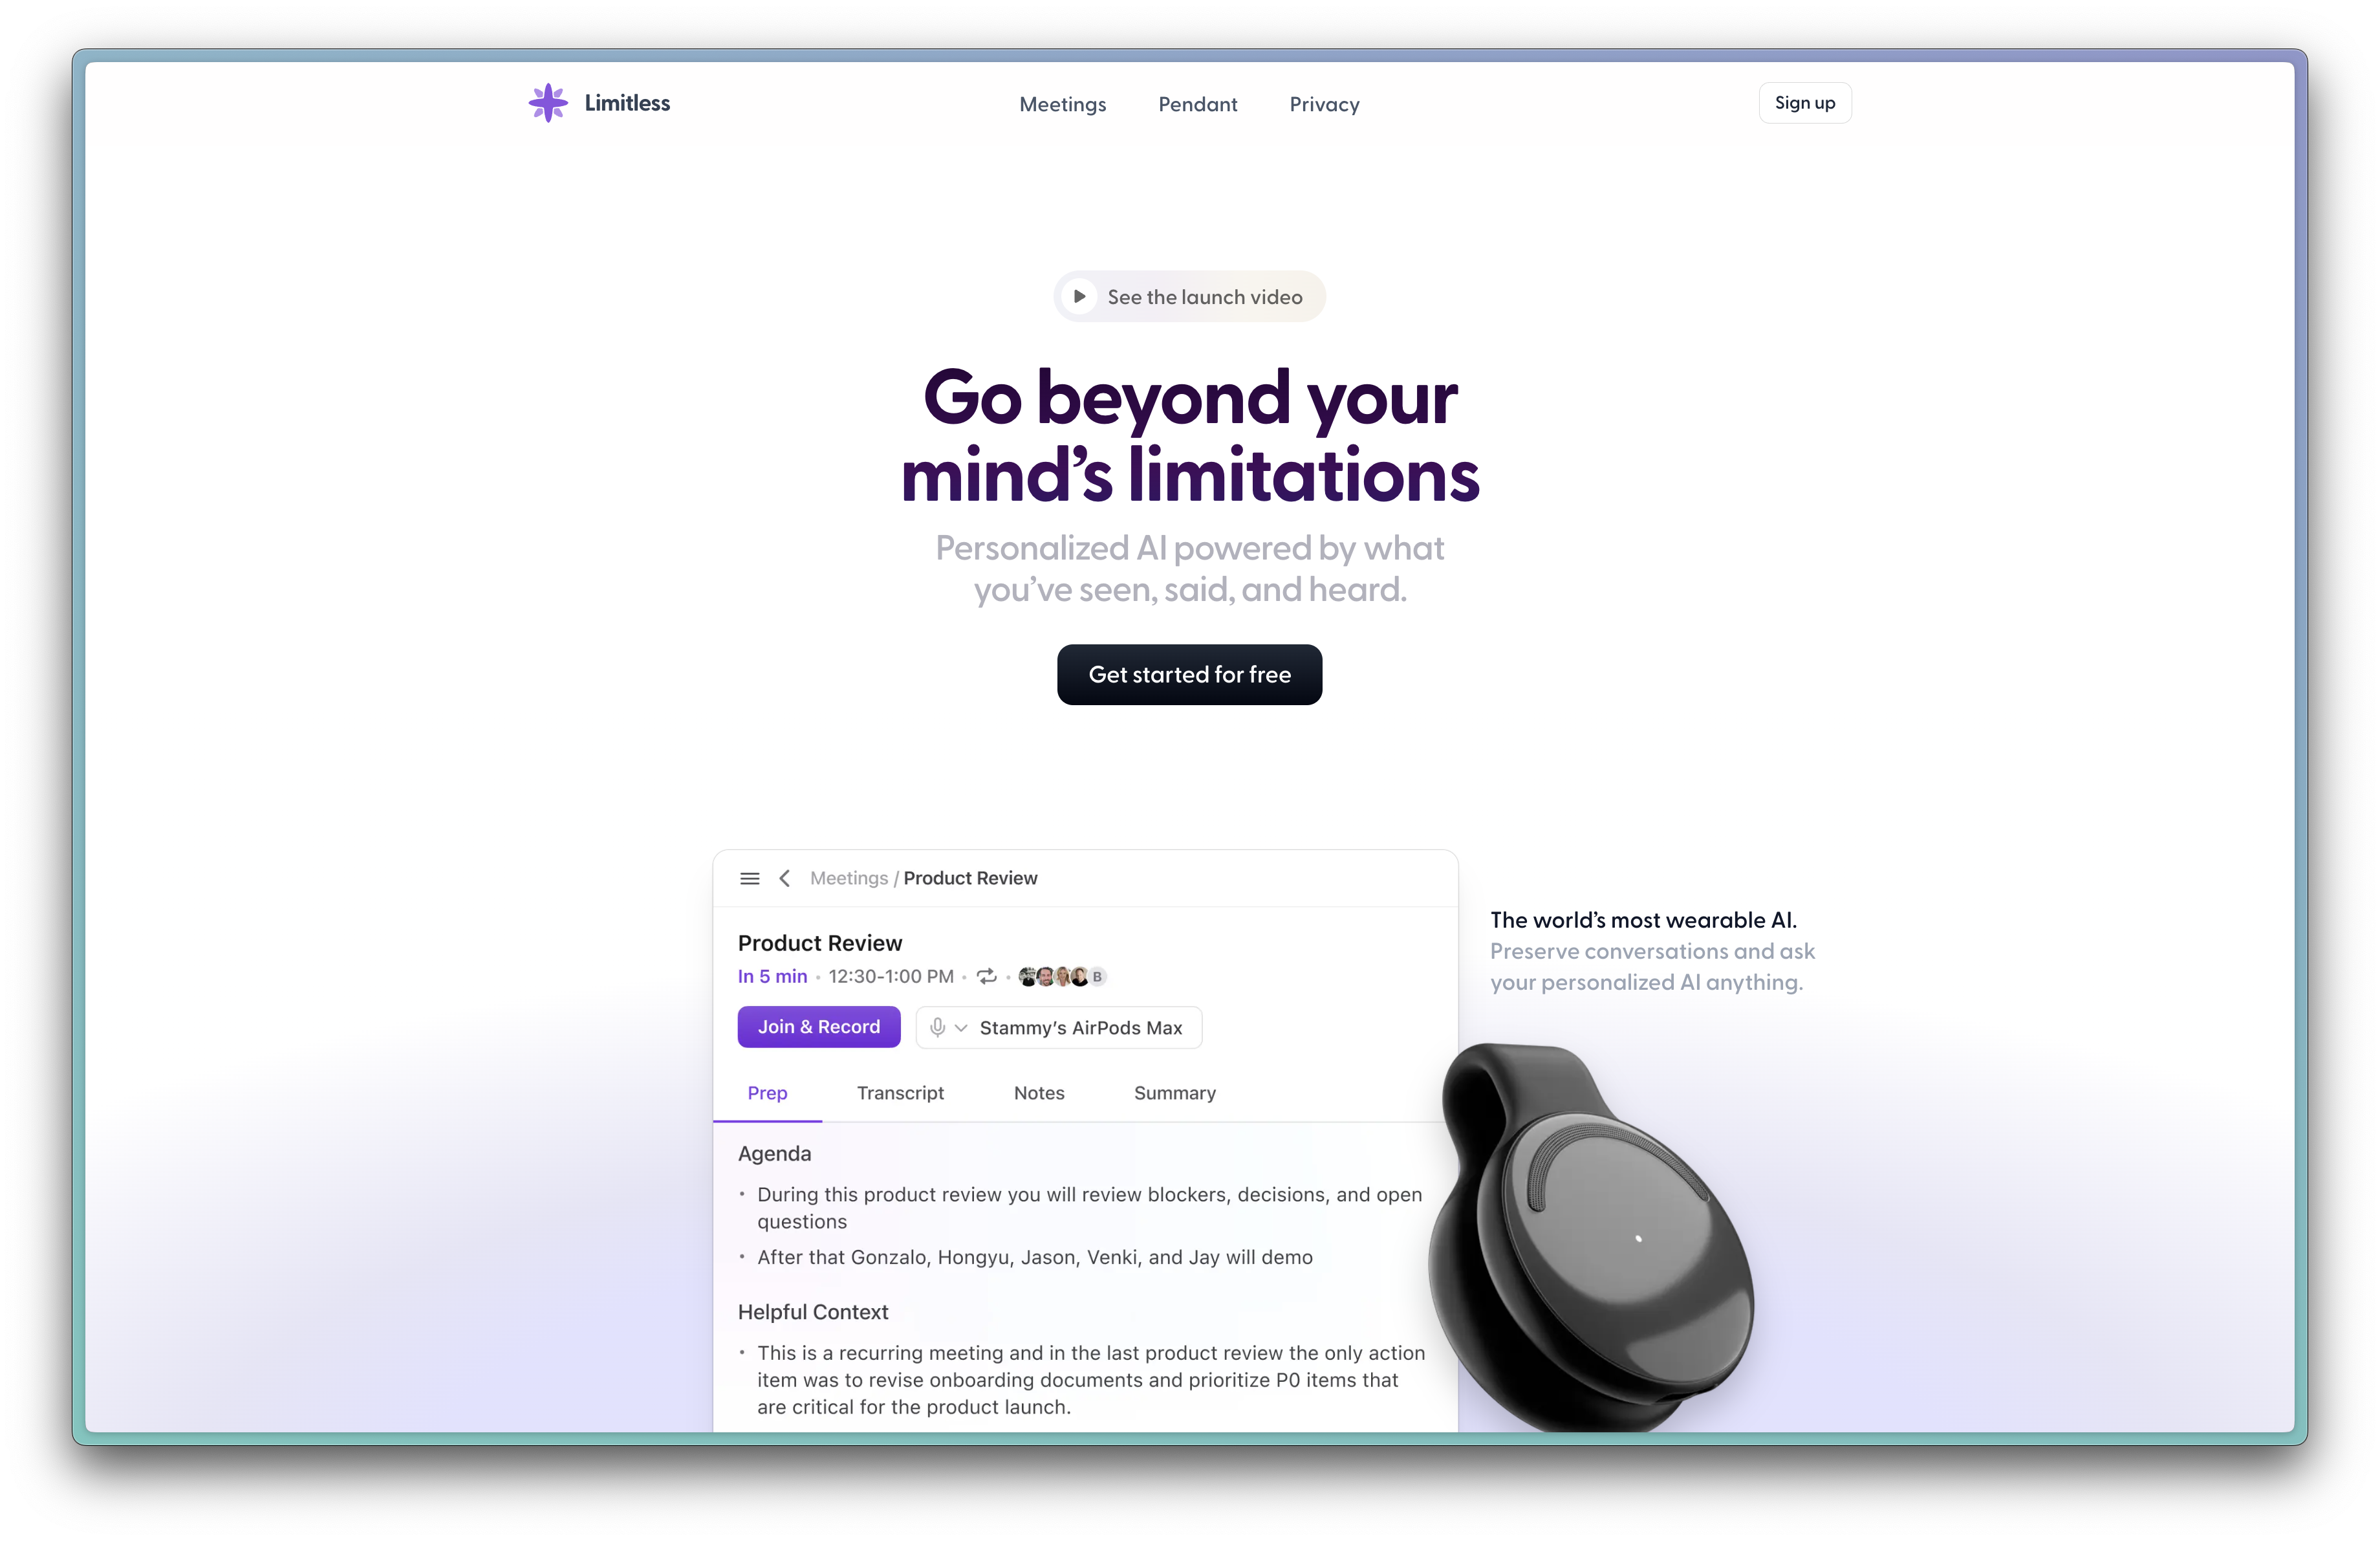 Limitless
Meetings
Pendant
Privacy
Sign up
See the launch video
Go beyond your
mind’s limitations
Personalized AI powered by what
you’ve seen, said, and heard.
Get started for free
Meetings / Product Review
Product Review
In 5 min • 12:30-1:00 PM • • B
Join & Record
Stammy’s AirPods Max
Prep
Transcript
Notes
Summary
Agenda
• During this product review you will review blockers, decisions, and open
questions
• After that Gonzalo, Hongyu, Jason, Venki, and Jay will demo
Helpful Context
• This is a recurring meeting and in the last product review the only action
item was to revise onboarding documents and prioritize P0 items that
are critical for the product launch.
The world’s most wearable AI.
Preserve conversations and ask
your personalized AI anything.